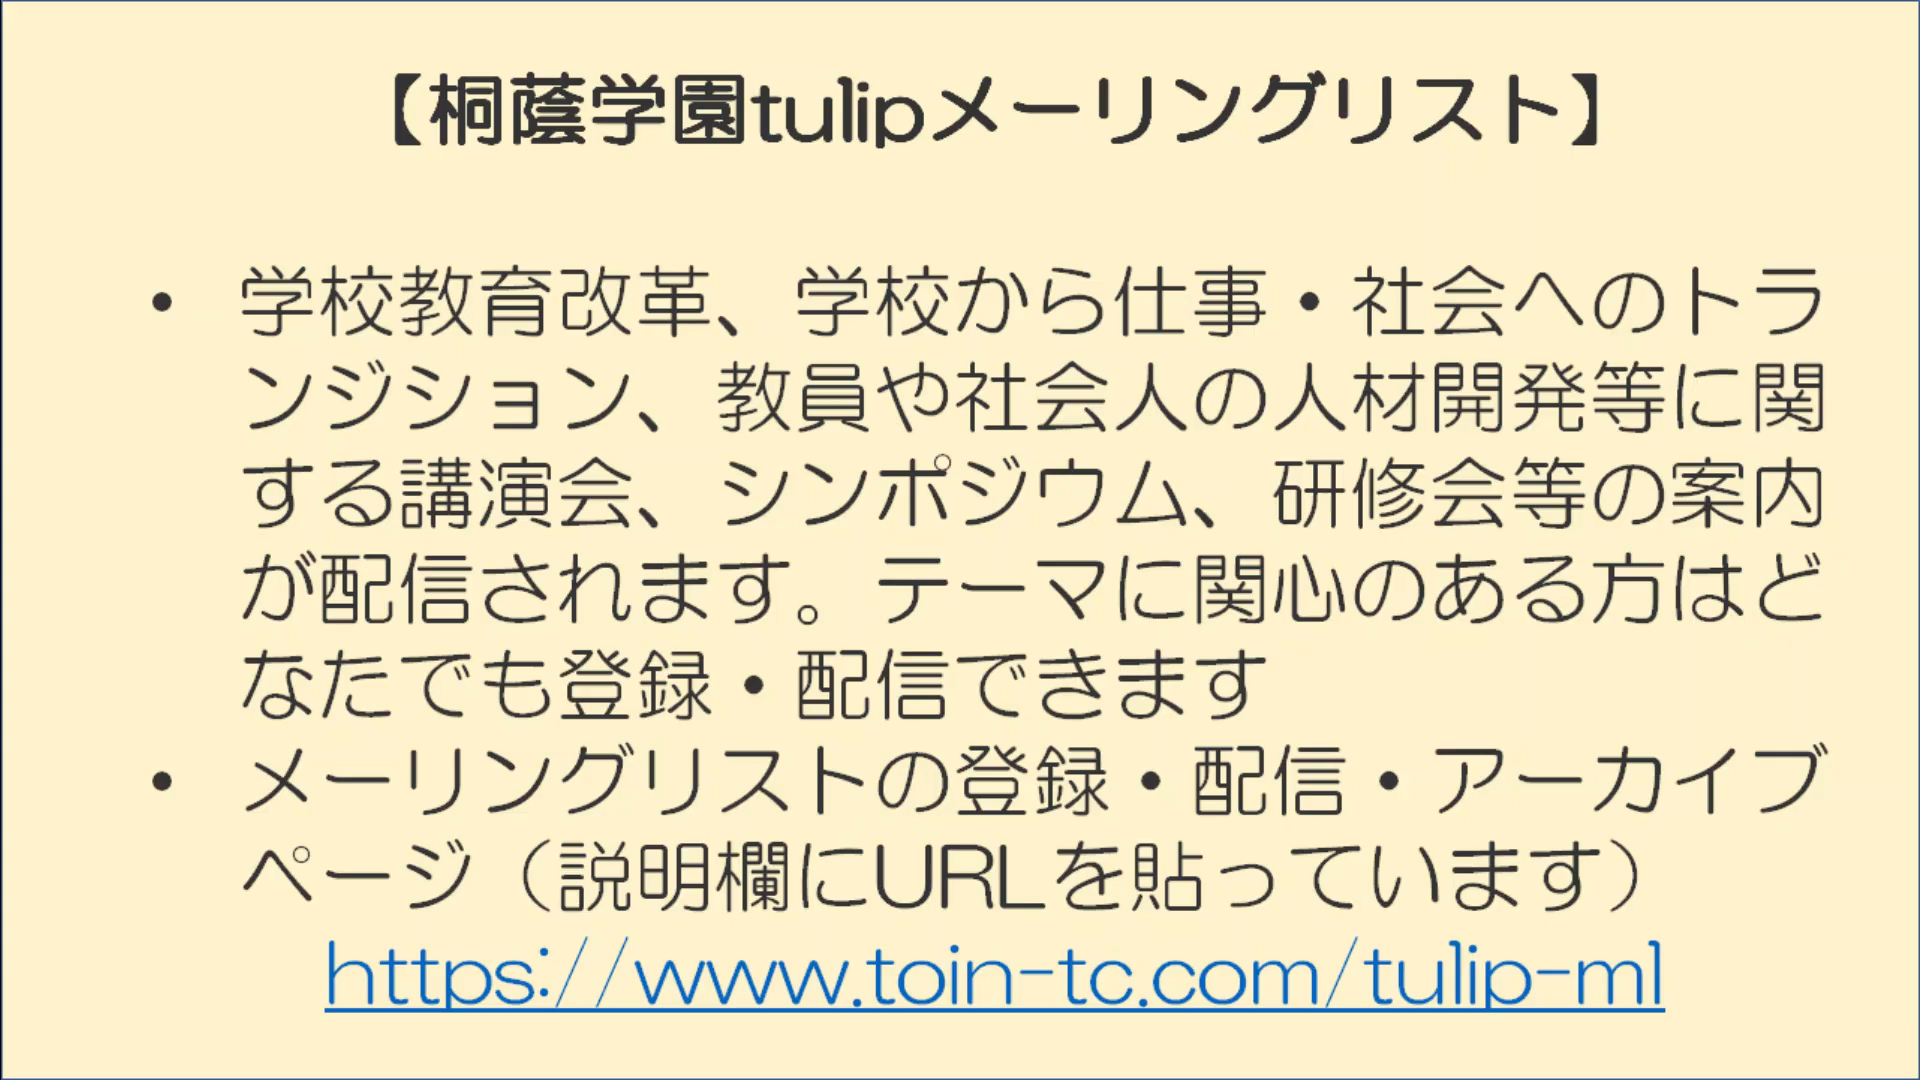 【桐蔭学園tulipメーリングリスト】
• 学校教育改革、学校から仕事・社会へのトラ
ンジション、教員や社会人の人材開発等に関
する講演会、シンポジウム、研修会等の案内
が配信されます。テーマに関心のある方はど
なたでも登録・配信できます
• メーリングリストの登録・配信・アーカイブ
ページ（説明欄にURLを貼っています）
https://www.toin-tc.com/tulip-ml